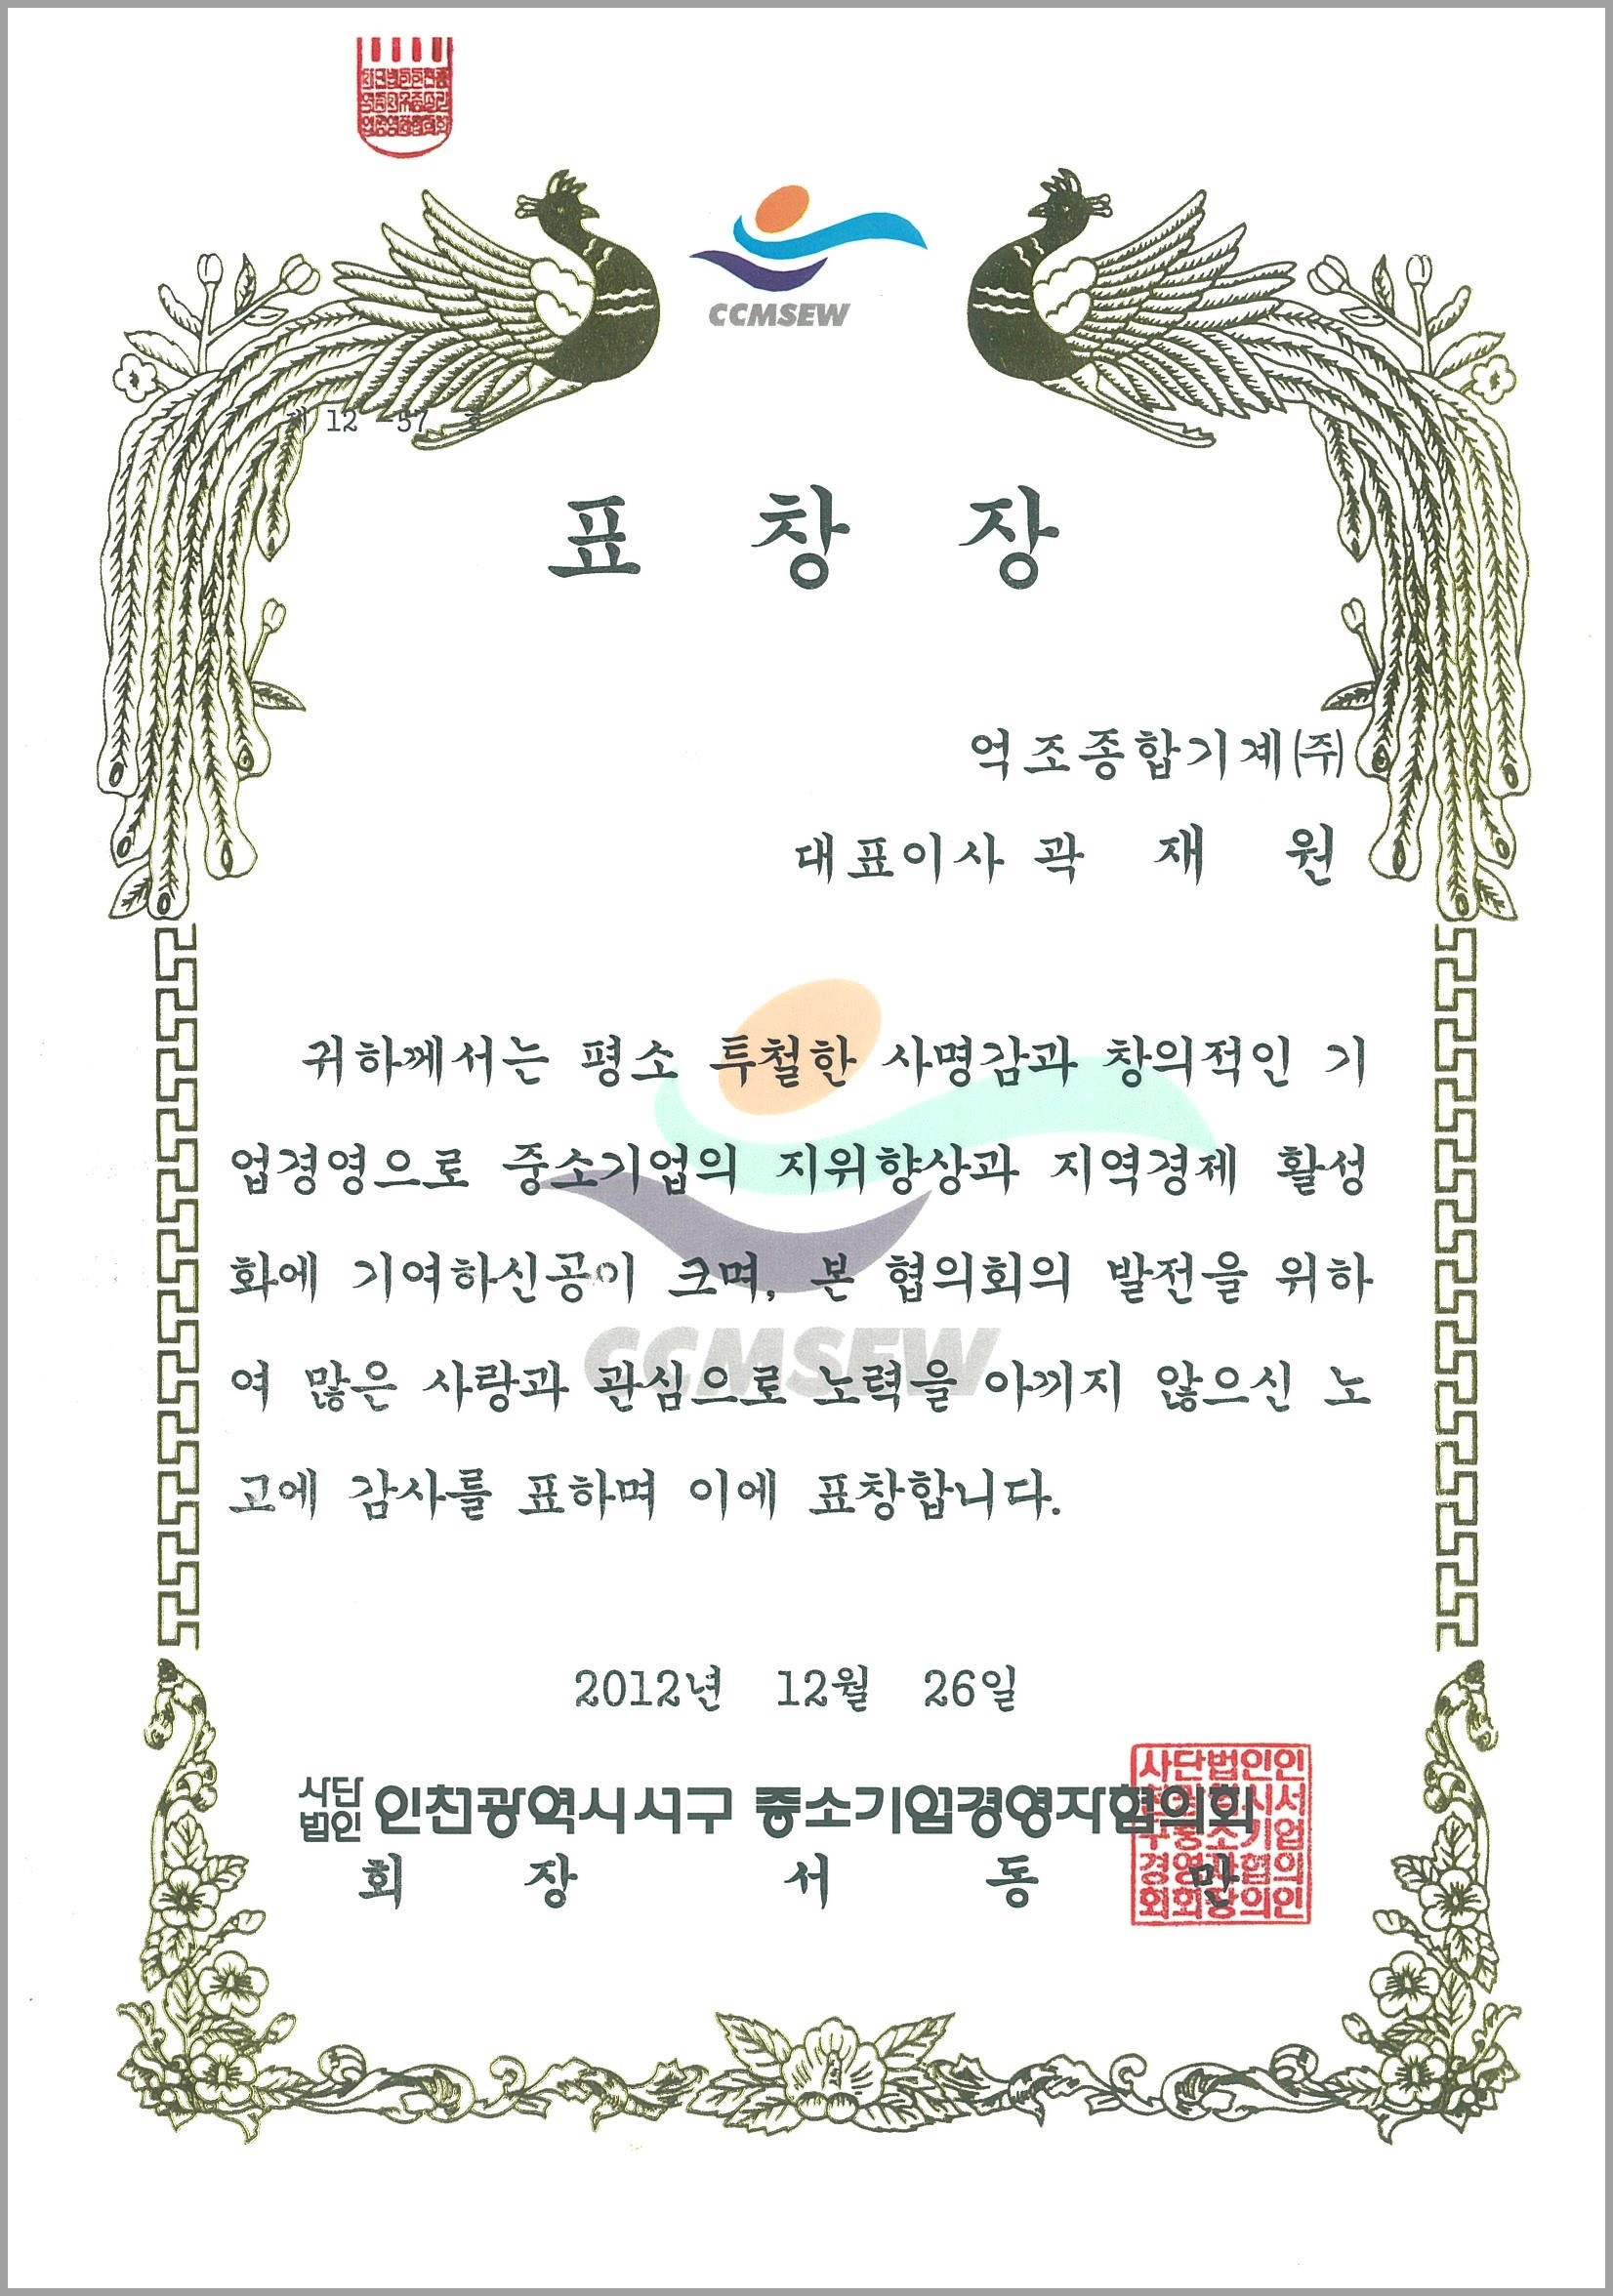 CCMSEW
제 12 - 57 호
표 창 장
억조종합기계(주)
대표이사 곽 재 원
귀하께서는 평소 투철한 사명감과 창의적인 기
업경영으로 중소기업의 지위향상과 지역경제 활성
화에 기여하신공이 크며, 본 협의회의 발전을 위하
여 많은 사랑과 관심으로 노력을 아끼지 않으신 노
고에 감사를 표하며 이에 표창합니다.
CCMSEW
2012년 12월 26일
사단법인 인천광역시서구 중소기업경영자협의회
회 장 서 동 만
사단법인인
천광역시서
구중소기업
경영자협의
회회장의인